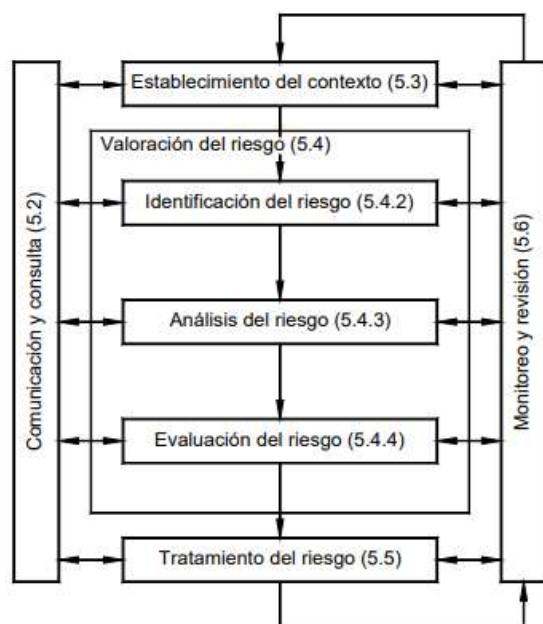 Establecimiento del contexto (5.3)
Valoración del riesgo (5.4)
Identificación del riesgo (5.4.2)
Análisis del riesgo (5.4.3)
Evaluación del riesgo (5.4.4)
Tratamiento del riesgo (5.5)
Comunicación y consulta (5.2)
Monitoreo y revisión (5.6)